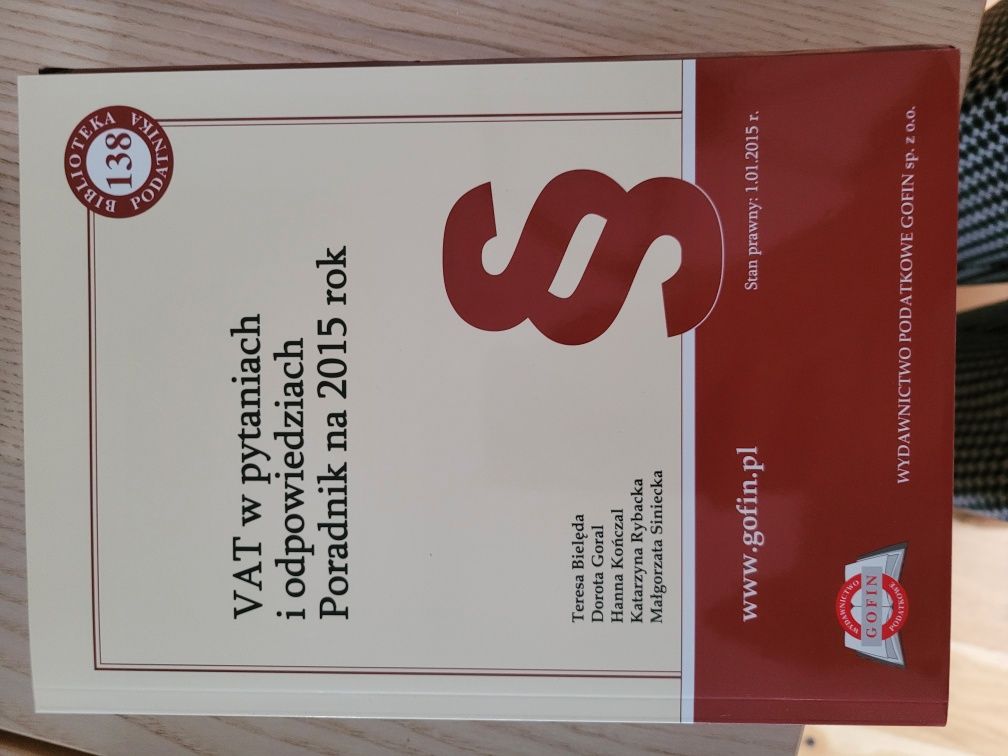 BIBLIOTEKA
138
PODATNIKA
VAT w pytaniach
i odpowiedziach
Poradnik na 2015 rok
§
Teresa Bielęda
Dorota Goral
Hanna Kończal
Katarzyna Rybacka
Małgorzata Siniecka
www.gofin.pl
Stan prawny: 1.01.2015 r.
WYDAWNICTWO
GOFIN
PODATKOWE
WYDAWNICTWO PODATKOWE GOFIN sp. z o.o.